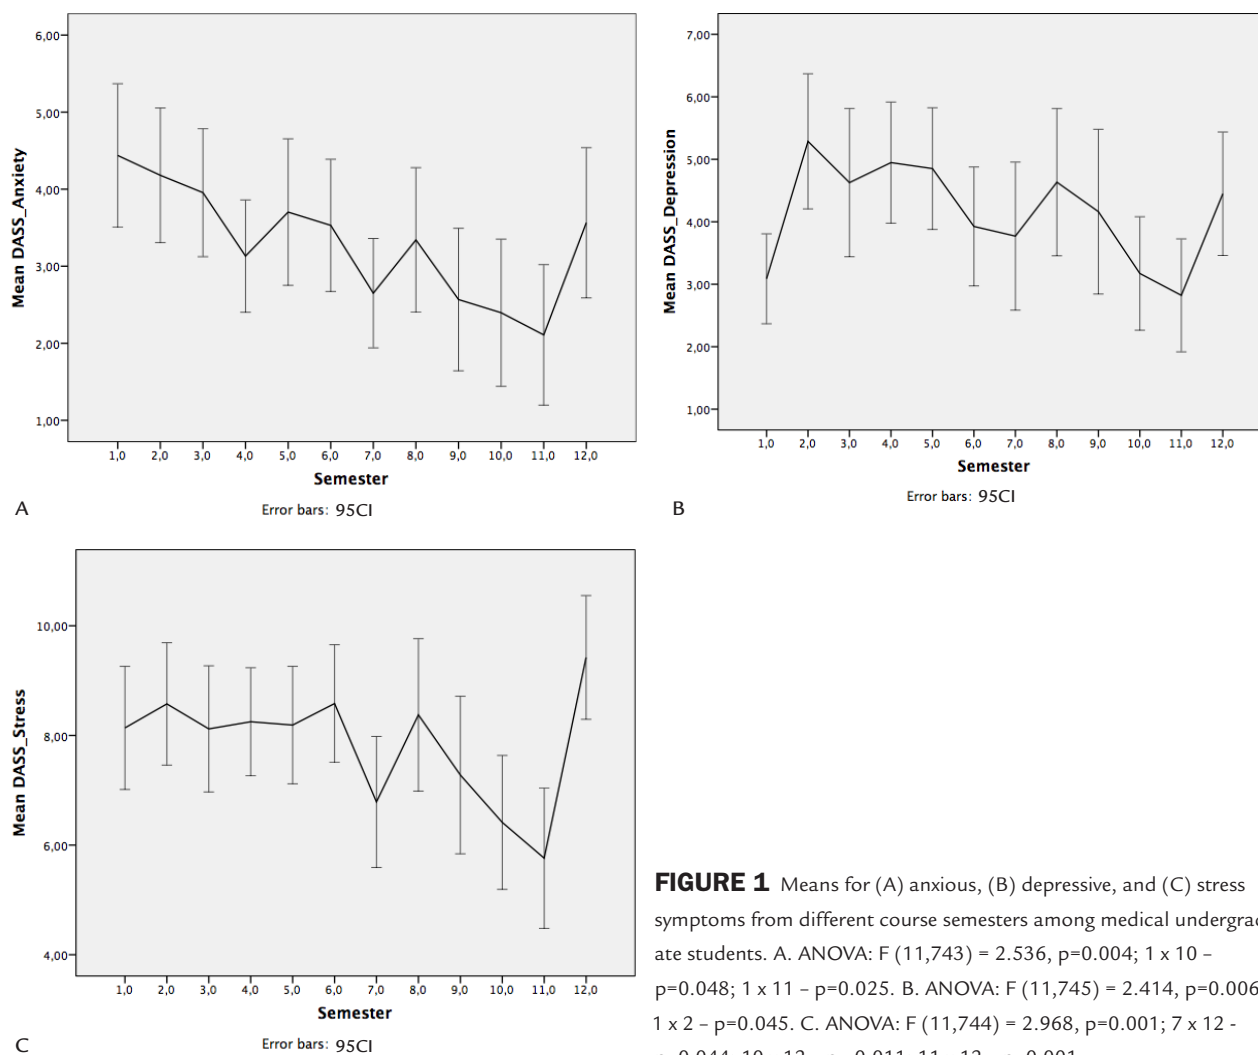 6,00
5,00
4,00
3,00
2,00
1,00
Mean DASS_Anxiety
1,0 2,0 3,0 4,0 5,0 6,0 7,0 8,0 9,0 10,0 11,0 12,0
Semester
Error bars: 95CI
A
7,00
6,00
5,00
4,00
3,00
2,00
1,00
Mean DASS_Depression
1,0 2,0 3,0 4,0 5,0 6,0 7,0 8,0 9,0 10,0 11,0 12,0
Semester
Error bars: 95CI
B
10,00
8,00
6,00
4,00
Mean DASS_Stress
1,0 2,0 3,0 4,0 5,0 6,0 7,0 8,0 9,0 10,0 11,0 12,0
Semester
Error bars: 95CI
C
FIGURE 1 Means for (A) anxious, (B) depressive, and (C) stress
symptoms from different course semesters among medical undergrad
ate students. A. ANOVA: F (11,743) = 2.536, p=0.004; 1 x 10 –
p=0.048; 1 x 11 – p=0.025. B. ANOVA: F (11,745) = 2.414, p=0.006
1 x 2 – p=0.045. C. ANOVA: F (11,744) = 2.968, p=0.001; 7 x 12 -